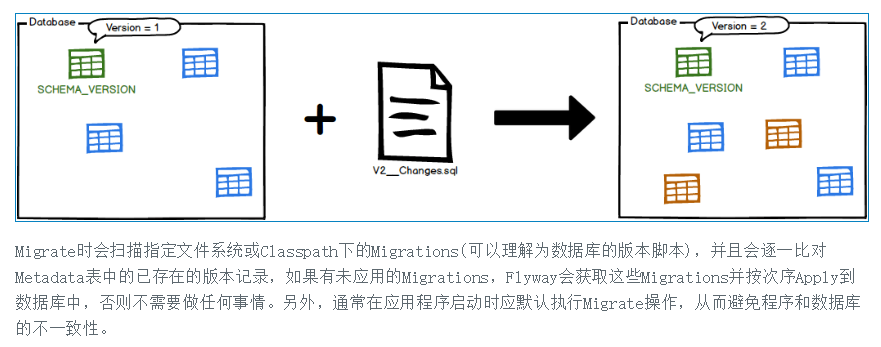 Database
Version = 1
SCHEMA_VERSION
V2__Changes.sql
Database
Version = 2
SCHEMA_VERSION
Migrate时会扫描指定文件系统或Classpath下的Migrations(可以理解为数据库的版本脚本)，并且会逐一比对
Metadata表中的已存在的版本记录，如果有未应用的Migrations，Flyway会获取这些Migrations并按次序Apply到
数据库中，否则不需要做任何事情。另外，通常在应用程序启动时应默认执行Migrate操作，从而避免程序和数据库
的不一致性。